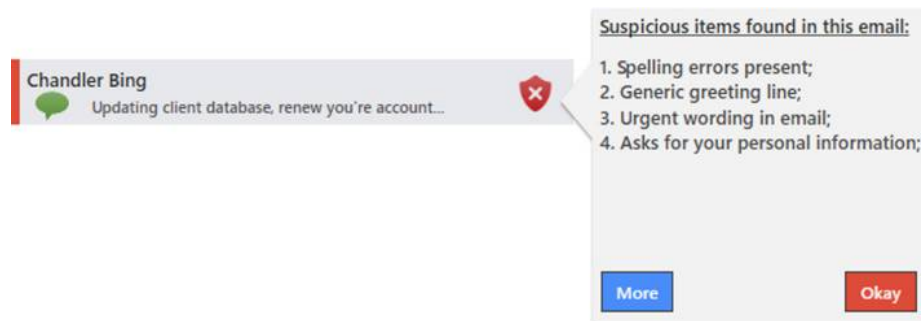 Chandler Bing
Updating client database, renew you're account...
Suspicious items found in this email:
1. Spelling errors present;
2. Generic greeting line;
3. Urgent wording in email;
4. Asks for your personal information;
More
Okay